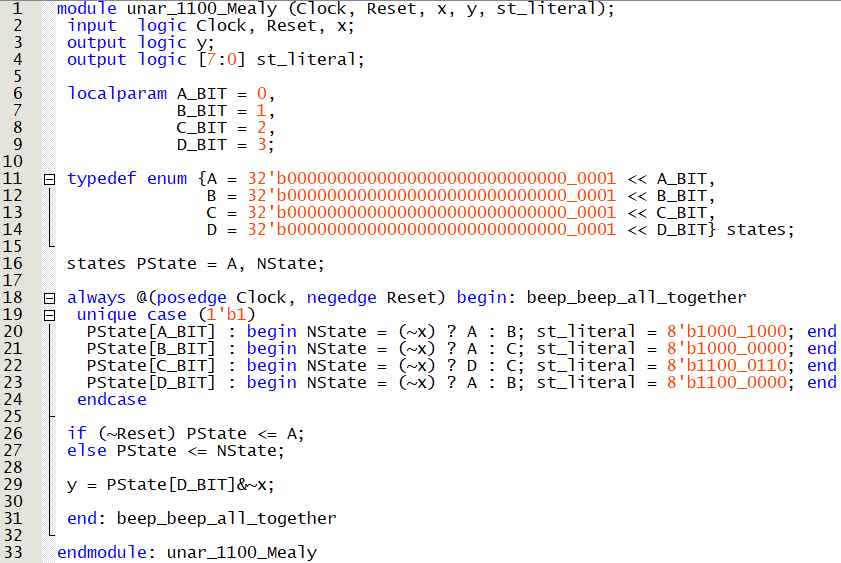 1 module unar_1100_Mealy (Clock, Reset, x, y, st_literal);
2 input  logic Clock, Reset, x;
3 output logic y;
4 output logic [7:0] st_literal;
5
6 localparam A_BIT = 0,
7 B_BIT = 1,
8 C_BIT = 2,
9 D_BIT = 3;
10
11 typedef enum {A = 32'b0000000000000000000000000000_0001 << A_BIT,
12 B = 32'b0000000000000000000000000000_0001 << B_BIT,
13 C = 32'b0000000000000000000000000000_0001 << C_BIT,
14 D = 32'b0000000000000000000000000000_0001 << D_BIT} states;
15
16 states PState = A, NState;
17
18 always @(posedge Clock, negedge Reset) begin: beep_beep_all_together
19 unique case (1'b1)
20 PState[A_BIT] : begin NState = (~x) ? A : B; st_literal = 8'b1000_1000; end
21 PState[B_BIT] : begin NState = (~x) ? A : C; st_literal = 8'b1000_0000; end
22 PState[C_BIT] : begin NState = (~x) ? D : C; st_literal = 8'b1100_0110; end
23 PState[D_BIT] : begin NState = (~x) ? A : B; st_literal = 8'b1100_0000; end
24 endcase
25
26 if (~Reset) PState <= A;
27 else PState <= NState;
28
29 y = PState[D_BIT]&~x;
30
31 end: beep_beep_all_together
32
33 endmodule: unar_1100_Mealy